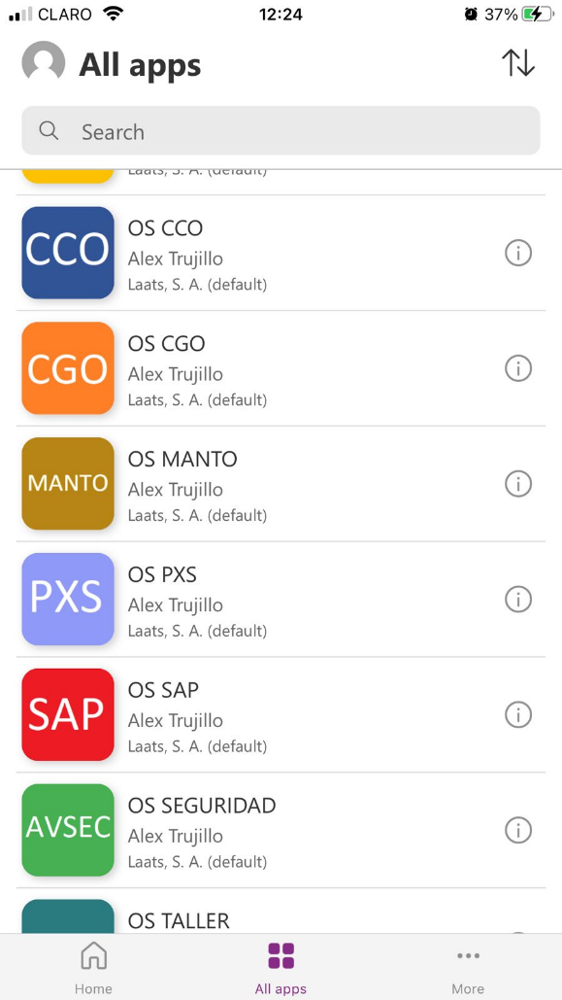 CLARO
12:24
37%
All apps
Search
Laats, S. A. (default)
CCO
OS CCO
Alex Trujillo
Laats, S. A. (default)
CGO
OS CGO
Alex Trujillo
Laats, S. A. (default)
MANTO
OS MANTO
Alex Trujillo
Laats, S. A. (default)
PXS
OS PXS
Alex Trujillo
Laats, S. A. (default)
SAP
OS SAP
Alex Trujillo
Laats, S. A. (default)
AVSEC
OS SEGURIDAD
Alex Trujillo
Laats, S. A. (default)
OS TALLER
Home
All apps
More